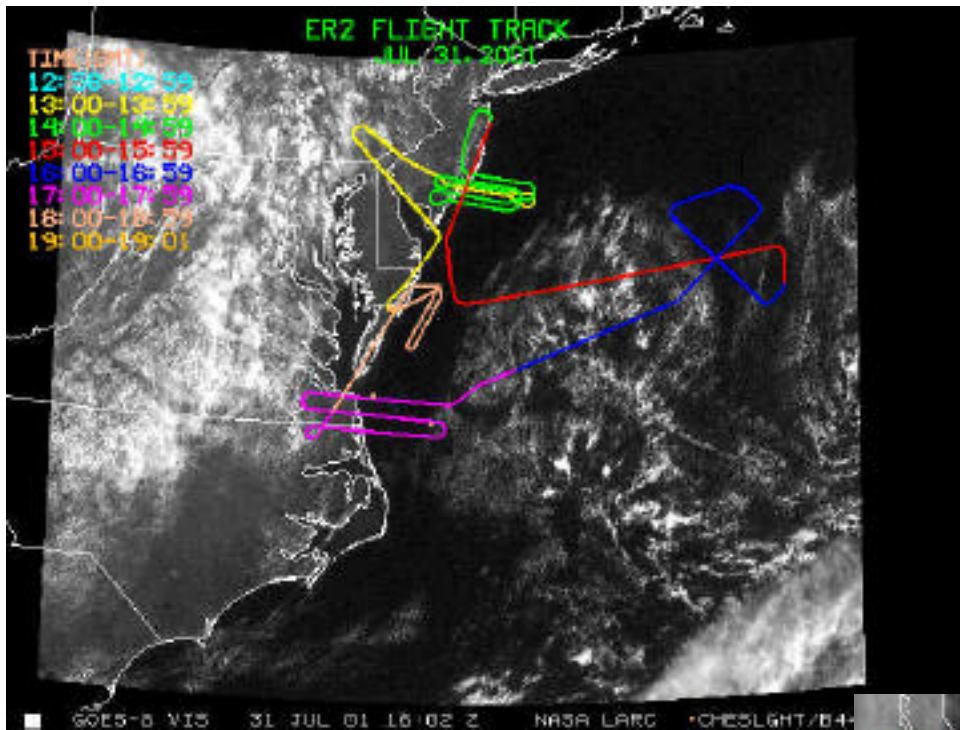 ER2 FLIGHT TRACK
JUL 31, 2001
TIME(GMT)
12:58-12:59
13:00-13:59
14:00-14:59
15:00-15:59
16:00-16:59
17:00-17:59
18:00-18:59
19:00-19:01
GOES-8 VIS 31 JUL 01 16:02 Z NASA LARC